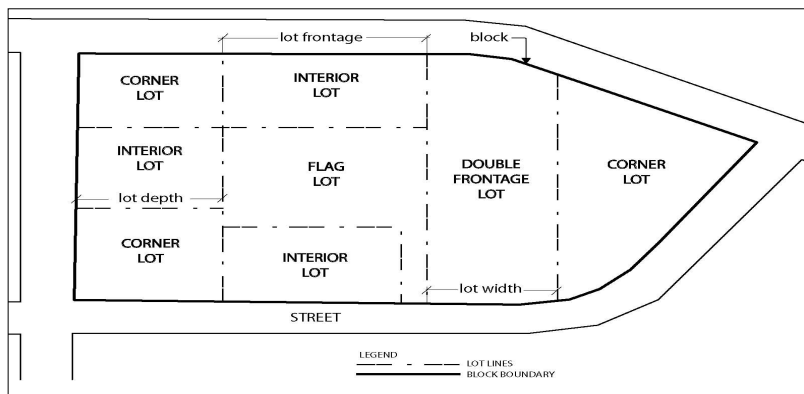 lot frontage
block
CORNER
LOT
INTERIOR
LOT
INTERIOR
LOT
FLAG
LOT
DOUBLE
FRONTAGE
LOT
CORNER
LOT
lot depth
CORNER
LOT
INTERIOR
LOT
lot width
STREET
LEGEND
LOT LINES
BLOCK BOUNDARY